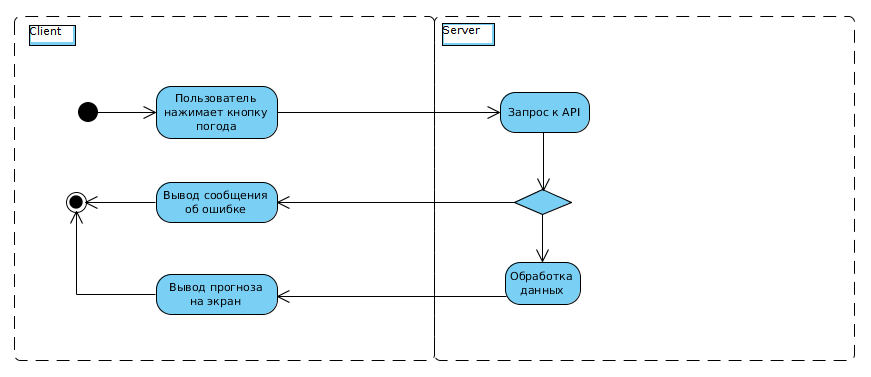 Client
Server
Пользователь
нажимает кнопку
погода
Запрос к API
Вывод сообщения
об ошибке
Обработка
данных
Вывод прогноза
на экран